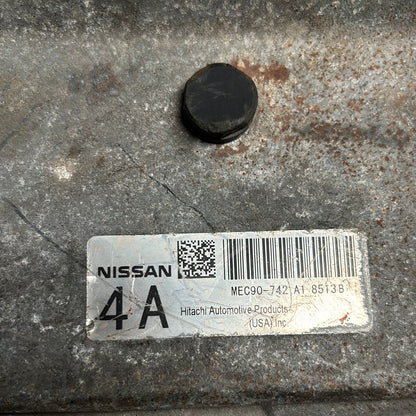 NISSAN
MEC90-742 A1 8513B
4A
Hitachi Automotive Products
(USA) Inc